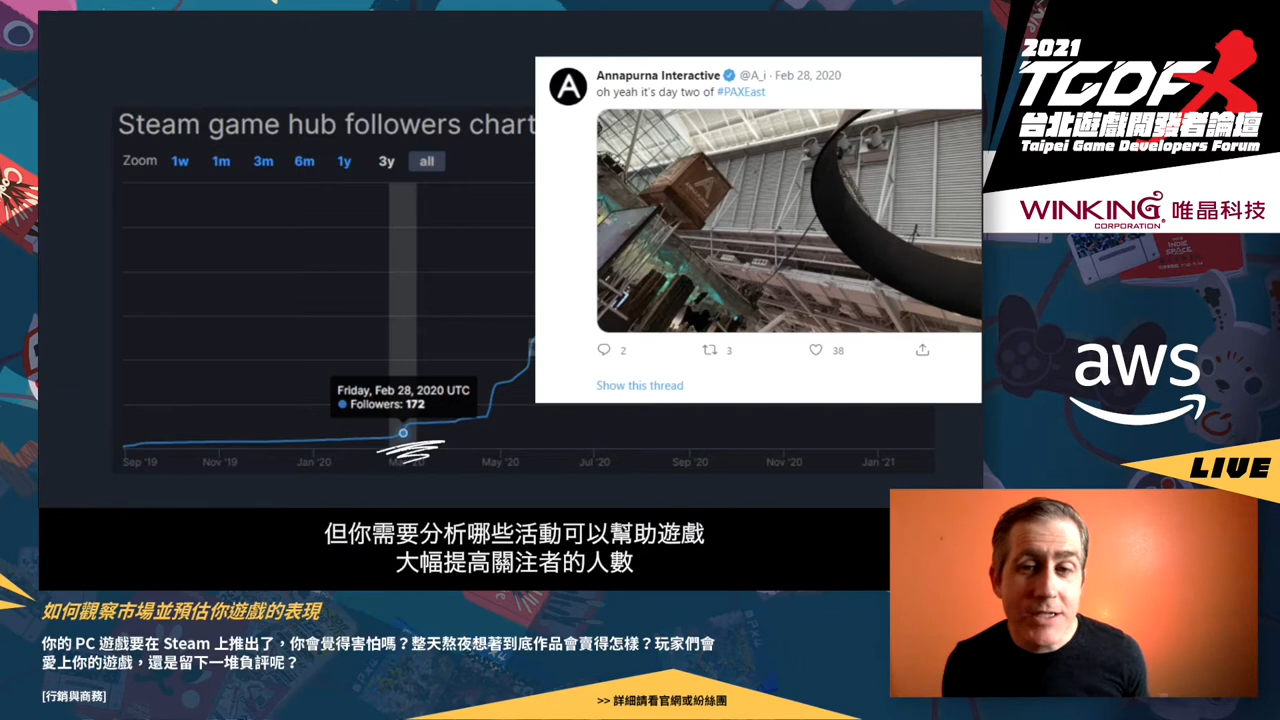 Steam game hub followers chart
Zoom 1w 1m 3m 6m 1y 3y all
Friday, Feb 28, 2020 UTC
Followers: 172
Sep '19 Nov '19 Jan '20 May '20 Jul '20 Sep '20 Nov '20 Jan '21
Annapurna Interactive @A_i · Feb 28, 2020
oh yeah it's day two of #PAXEast
2 3 38
Show this thread
2021
TGDF X
台北遊戲開發者論壇
Taipei Game Developers Forum
WINKING 唯晶科技
CORPORATION
aws
LIVE
但你需要分析哪些活動可以幫助遊戲
大幅提高關注者的人數
如何觀察市場並預估你遊戲的表現
你的 PC 遊戲要在 Steam 上推出了，你會覺得害怕嗎？整天熬夜想著到底作品會賣得怎樣？玩家們會
愛上你的遊戲，還是留下一堆負評呢？
[行銷與商務]
>> 詳細請看官網或粉絲團